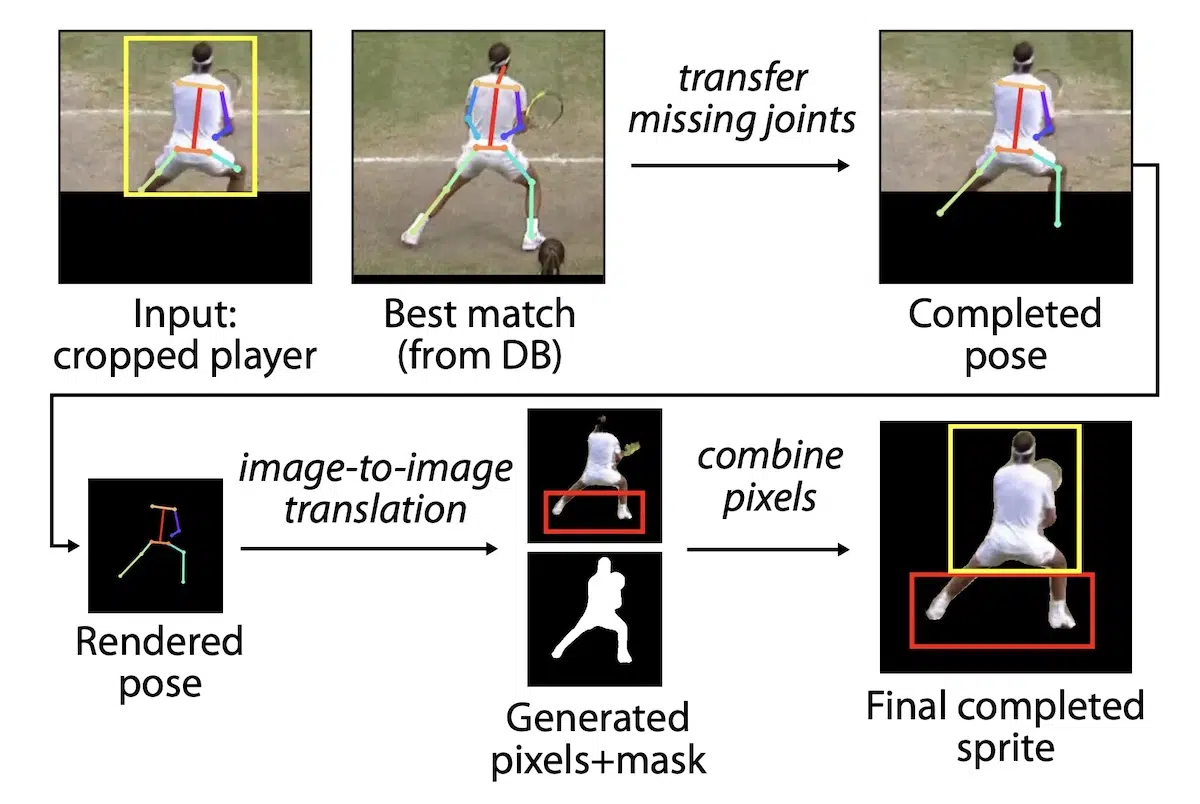 transfer
missing joints
Input:
cropped player
Best match
(from DB)
Completed
pose
image-to-image
translation
combine
pixels
Rendered
pose
Generated
pixels+mask
Final completed
sprite